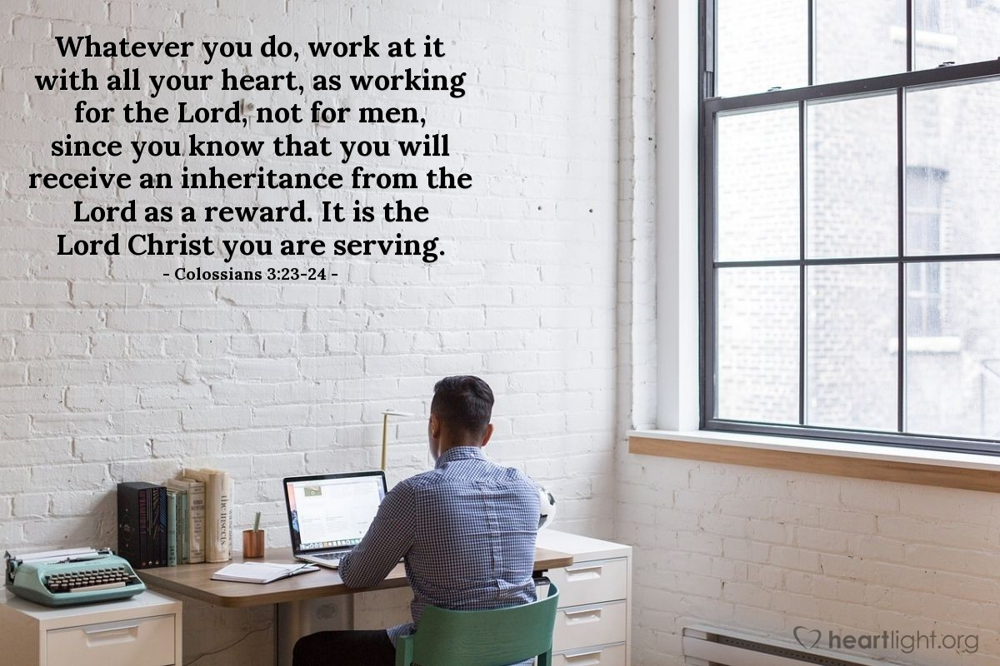 Whatever you do, work at it
with all your heart, as working
for the Lord, not for men,
since you know that you will
receive an inheritance from the
Lord as a reward. It is the
Lord Christ you are serving.
- Colossians 3:23-24 -
the Insects
heartlight.org